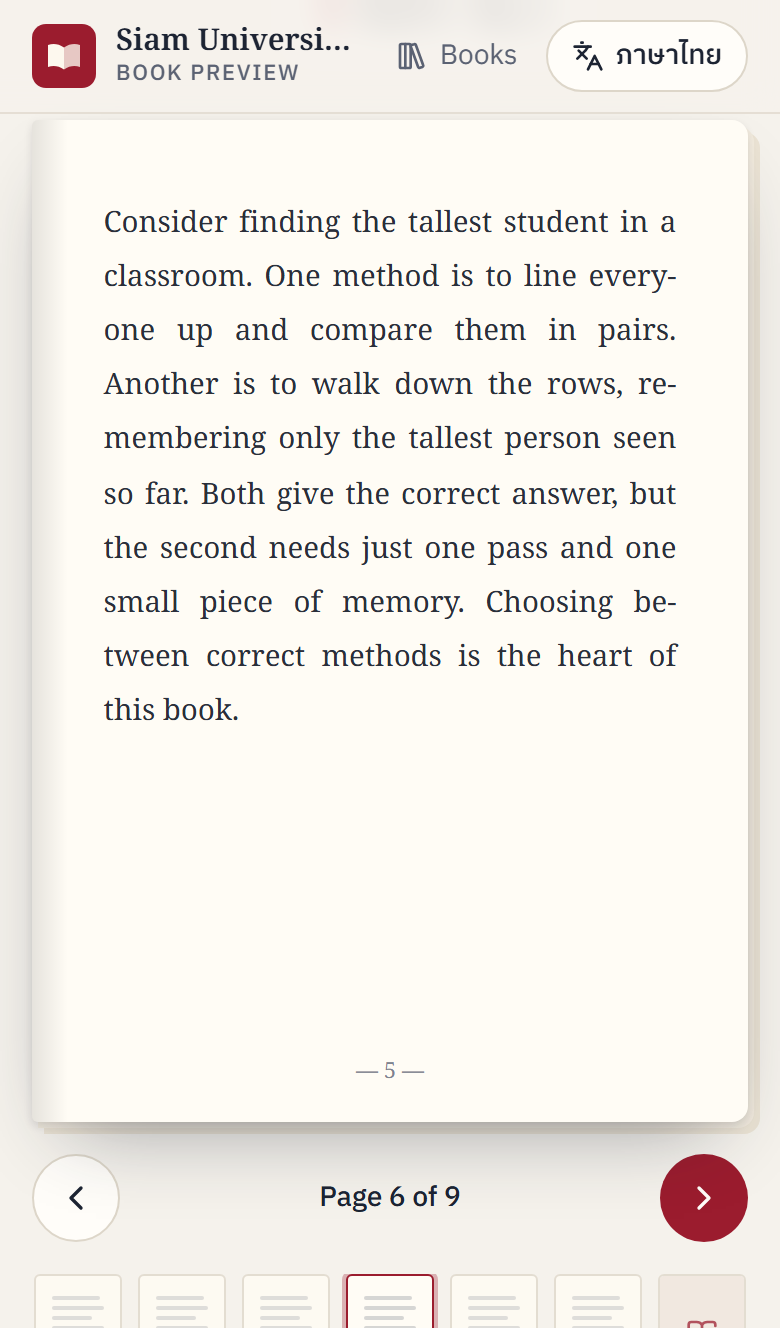 Siam Universi...
BOOK PREVIEW
Books
ภาษาไทย
Consider finding the tallest student in a
classroom. One method is to line every-
one up and compare them in pairs.
Another is to walk down the rows, re-
membering only the tallest person seen
so far. Both give the correct answer, but
the second needs just one pass and one
small piece of memory. Choosing be-
tween correct methods is the heart of
this book.
— 5 —
Page 6 of 9